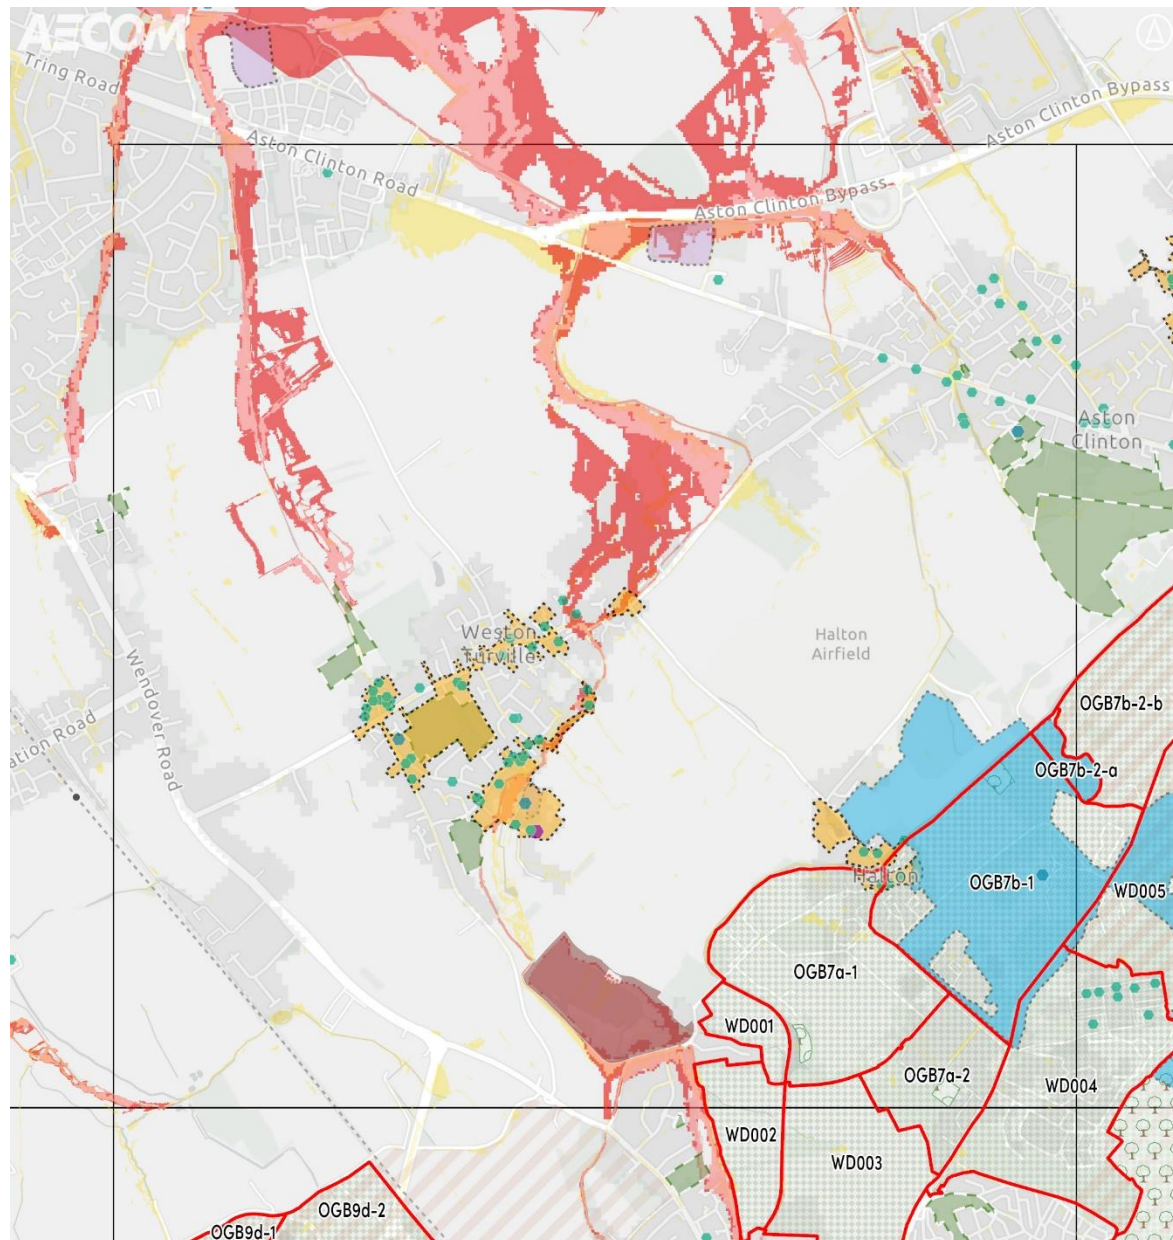 AECOM
Tring Road
Aston Clinton Road
Aston Clinton Bypass
Aston Clinton Bypass
Aston
Clinton
Weston
Turville
Halton
Airfield
Wendover Road
ation Road
OGB7b-2-b
OGB7b-2-a
OGB7b-1
Halton
WD005
OGB7a-1
WD001
OGB7a-2
WD004
WD002
WD003
OGB9d-2
OGB9d-1